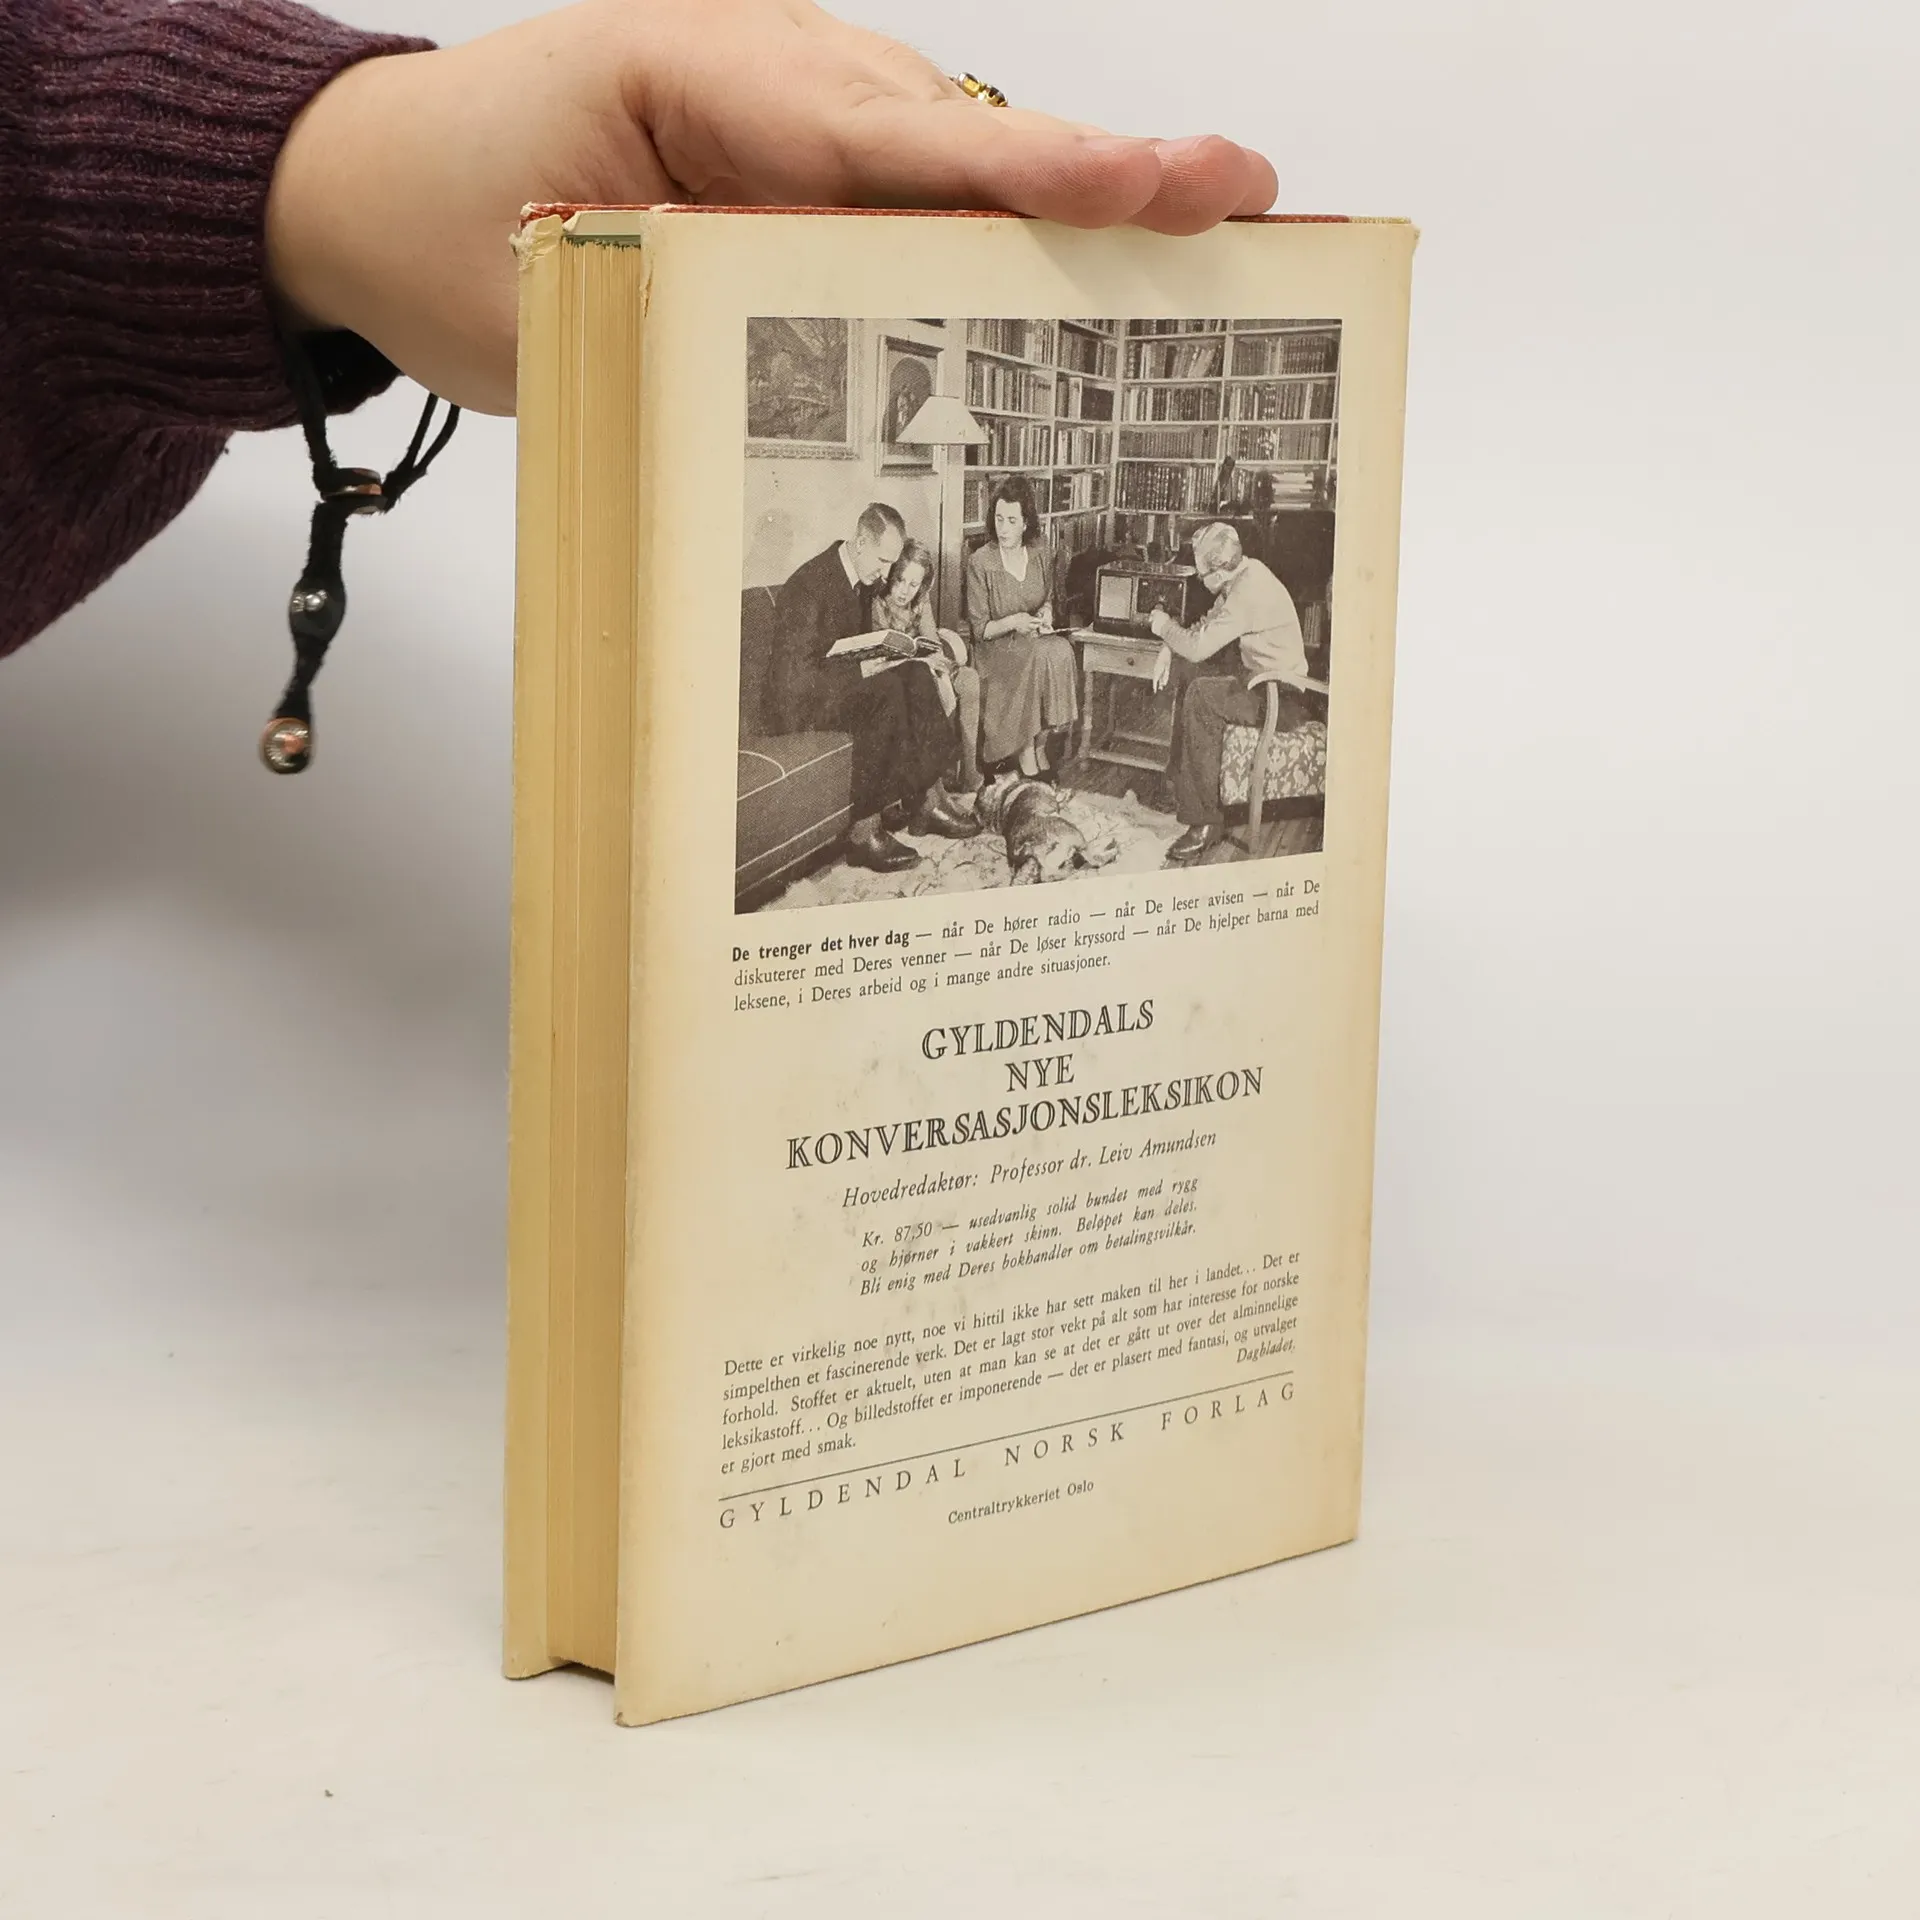 De trenger det hver dag — når De hører radio — når De leser avisen — når De
diskuterer med Deres venner — når De løser kryssord — når De hjelper barna med
leksene, i Deres arbeid og i mange andre situasjoner.
GYLDENDALS
NYE
KONVERSASJONSLEKSIKON
Hovedredaktør: Professor dr. Leiv Amundsen
Kr. 87,50 — usedvanlig solid bundet med rygg
og hjørner i vakkert skinn. Beløpet kan deles.
Bli enig med Deres bokhandler om betalingsvilkår.
Dette er virkelig noe nytt, noe vi hittil ikke har sett maken til her i landet... Det er
simpelthen et fascinerende verk. Det er lagt stor vekt på alt som har interesse for norske
forhold. Stoffet er aktuelt, uten at man kan se at det er gått ut over det alminnelige
leksikastoff... Og billedstoffet er imponerende — det er plasert med fantasi, og utvalget
er gjort med smak.
Dagbladet.
GYLDENDAL NORSK FORLAG
Centraltrykkeriet Oslo